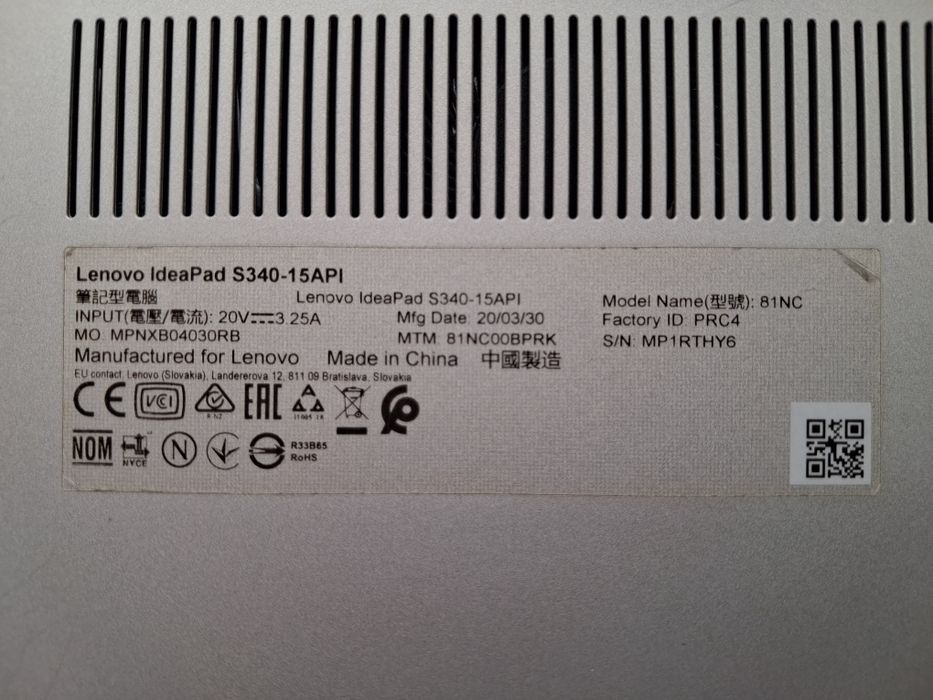 Lenovo IdeaPad S340-15API
筆記型電腦 Lenovo IdeaPad S340-15API Model Name(型號): 81NC
INPUT(電壓/電流): 20V⎓3.25A Mfg Date: 20/03/30 Factory ID: PRC4
MO: MPNXB04030RB MTM: 81NC00BPRK S/N: MP1RTHY6
Manufactured for Lenovo Made in China 中國製造
EU contact: Lenovo (Slovakia), Landererova 12, 811 09 Bratislava, Slovakia
CE VCI R-NZ EAC
NOM NYCE N R33B65
RoHS